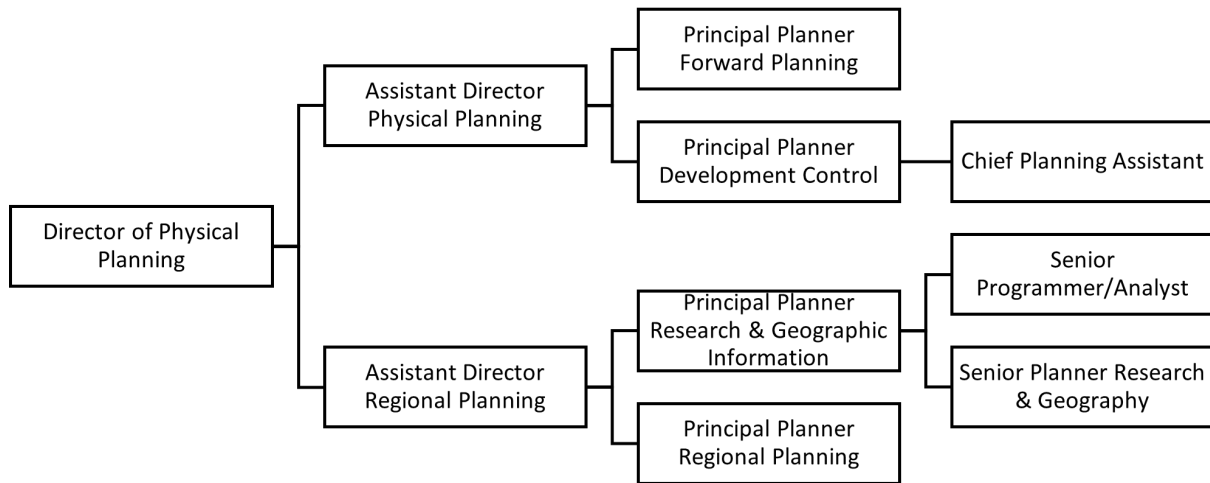 Principal Planner
Forward Planning
Assistant Director
Physical Planning
Principal Planner
Development Control
Chief Planning Assistant
Director of Physical
Planning
Senior
Programmer/Analyst
Principal Planner
Research & Geographic
Information
Assistant Director
Regional Planning
Senior Planner Research
& Geography
Principal Planner
Regional Planning